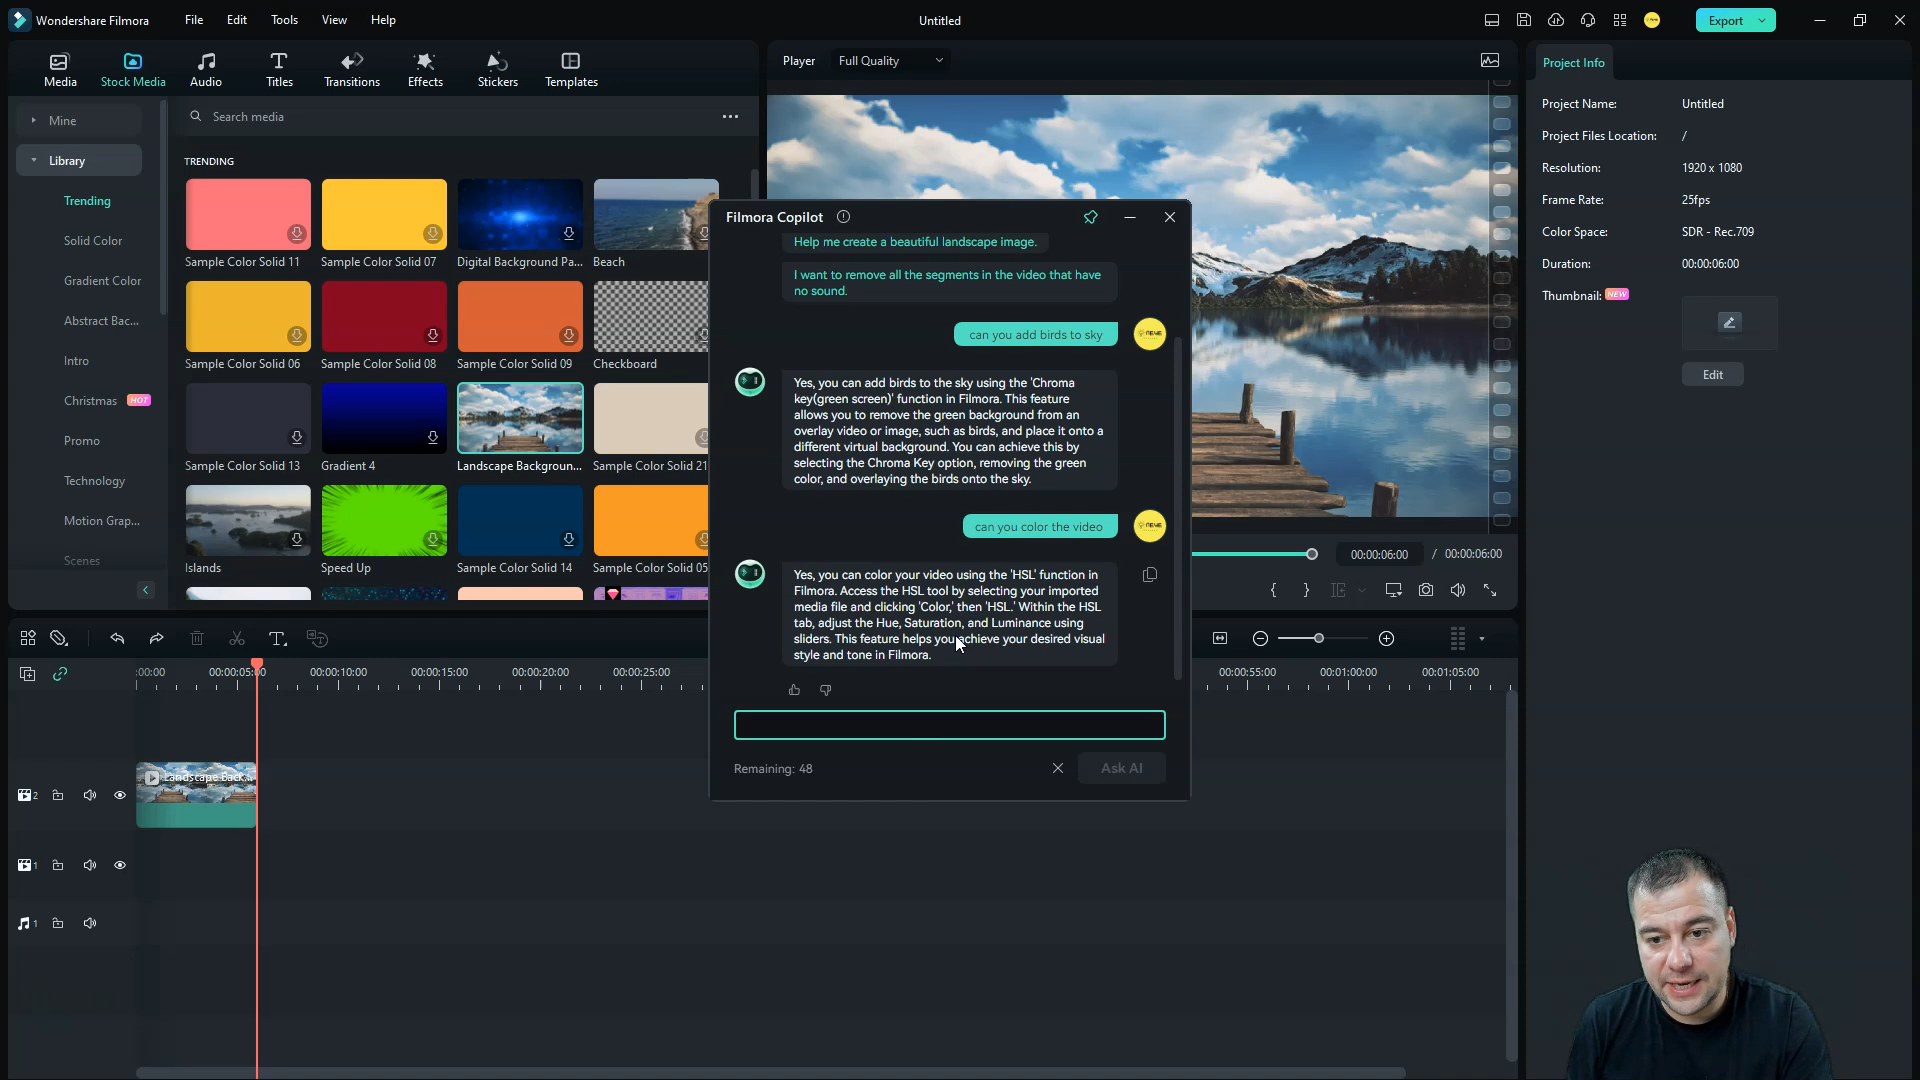 Wondershare Filmora
File
Edit
Tools
View
Help
Untitled
Export
Media
Stock Media
Audio
Titles
Transitions
Effects
Stickers
Templates
Player
Full Quality
Project Info
Mine
Library
Trending
Solid Color
Gradient Color
Abstract Bac...
Intro
Christmas HOT
Promo
Technology
Motion Grap...
Scenes
Search media
TRENDING
Sample Color Solid 11
Sample Color Solid 07
Digital Background Pa...
Beach
Sample Color Solid 06
Sample Color Solid 08
Sample Color Solid 09
Checkboard
Sample Color Solid 13
Gradient 4
Landscape Backgroun...
Sample Color Solid 21
Islands
Speed Up
Sample Color Solid 14
Sample Color Solid 05
Filmora Copilot
Help me create a beautiful landscape image.
I want to remove all the segments in the video that have
no sound.
can you add birds to sky
Yes, you can add birds to the sky using the 'Chroma
key(green screen)' function in Filmora. This feature
allows you to remove the green background from an
overlay video or image, such as birds, and place it onto a
different virtual background. You can achieve this by
selecting the Chroma Key option, removing the green
color, and overlaying the birds onto the sky.
can you color the video
Yes, you can color your video using the 'HSL' function in
Filmora. Access the HSL tool by selecting your imported
media file and clicking 'Color,' then 'HSL.' Within the HSL
tab, adjust the Hue, Saturation, and Luminance using
sliders. This feature helps you achieve your desired visual
style and tone in Filmora.
Remaining: 48
Ask AI
00:00:06:00 / 00:00:06:00
Project Name: Untitled
Project Files Location: /
Resolution: 1920 x 1080
Frame Rate: 25fps
Color Space: SDR - Rec.709
Duration: 00:00:06:00
Thumbnail: NEW
Edit
:00:00
00:00:05:00
00:00:10:00
00:00:15:00
00:00:20:00
00:00:25:00
00:00:55:00
00:01:00:00
00:01:05:00
Landscape Back...
2
1
1